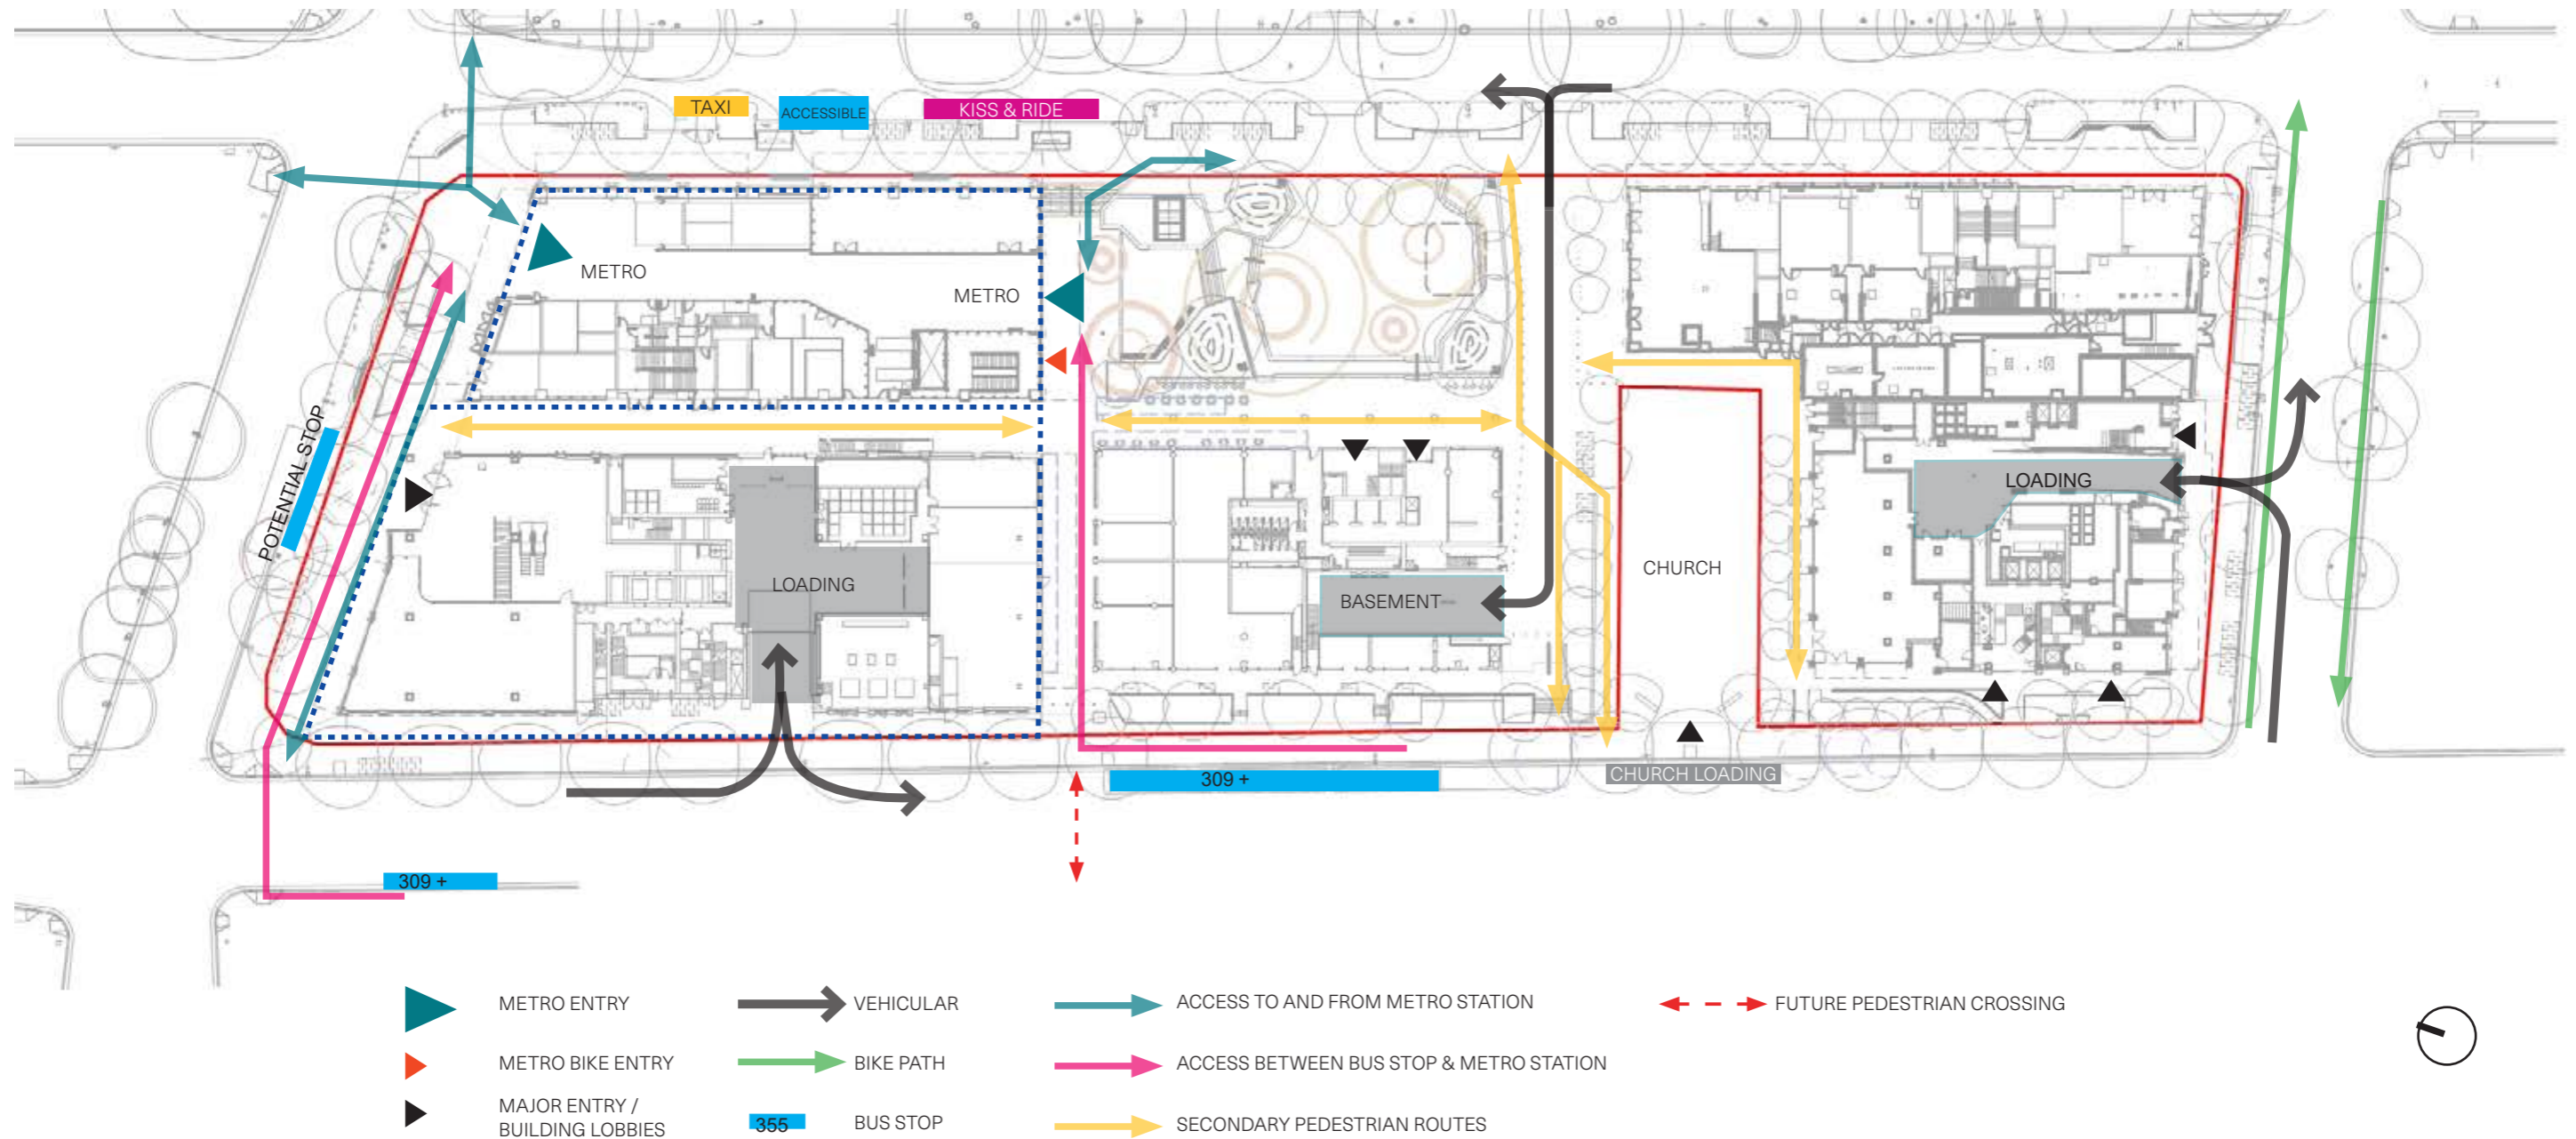 TAXI
ACCESSIBLE
KISS & RIDE
METRO
METRO
POTENTIAL STOP
LOADING
LOADING
BASEMENT
CHURCH
CHURCH LOADING
309 +
309 +
METRO ENTRY
VEHICULAR
ACCESS TO AND FROM METRO STATION
FUTURE PEDESTRIAN CROSSING
METRO BIKE ENTRY
BIKE PATH
ACCESS BETWEEN BUS STOP & METRO STATION
MAJOR ENTRY /
BUILDING LOBBIES
355
BUS STOP
SECONDARY PEDESTRIAN ROUTES